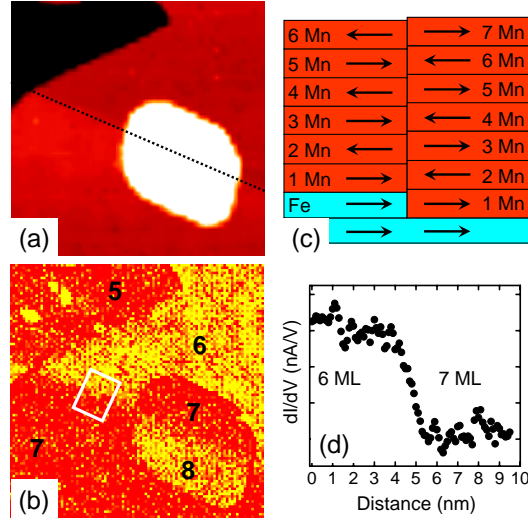 (a)
6 Mn
7 Mn
5 Mn
6 Mn
4 Mn
5 Mn
3 Mn
4 Mn
2 Mn
3 Mn
1 Mn
2 Mn
Fe
1 Mn
(c)
5
6
7
7
8
(b)
dI/dV (nA/V)
6 ML
7 ML
(d)
0 1 2 3 4 5 6 7 8 9 10
Distance (nm)